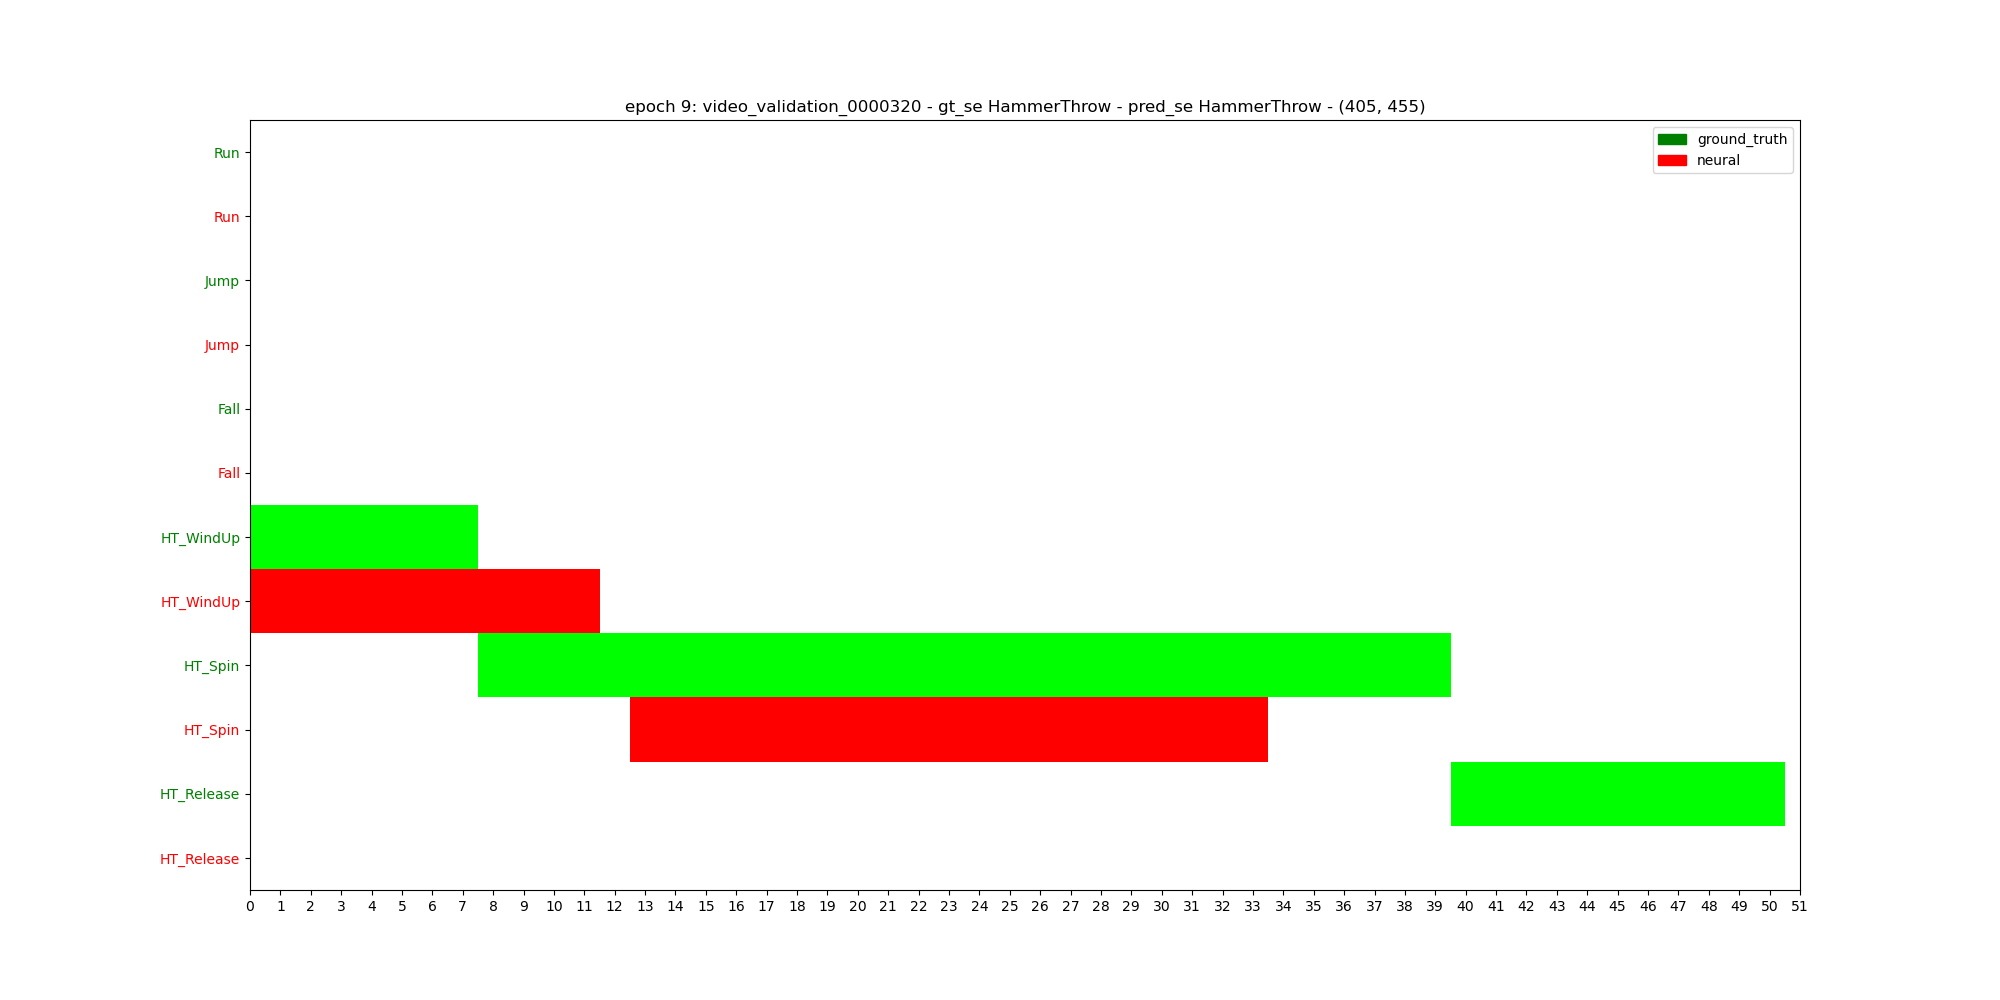 epoch 9: video_validation_0000320 - gt_se HammerThrow - pred_se HammerThrow - (405, 455)
ground_truth
neural
Run
Run
Jump
Jump
Fall
Fall
HT_WindUp
HT_WindUp
HT_Spin
HT_Spin
HT_Release
HT_Release
0 1 2 3 4 5 6 7 8 9 10 11 12 13 14 15 16 17 18 19 20 21 22 23 24 25 26 27 28 29 30 31 32 33 34 35 36 37 38 39 40 41 42 43 44 45 46 47 48 49 50 51